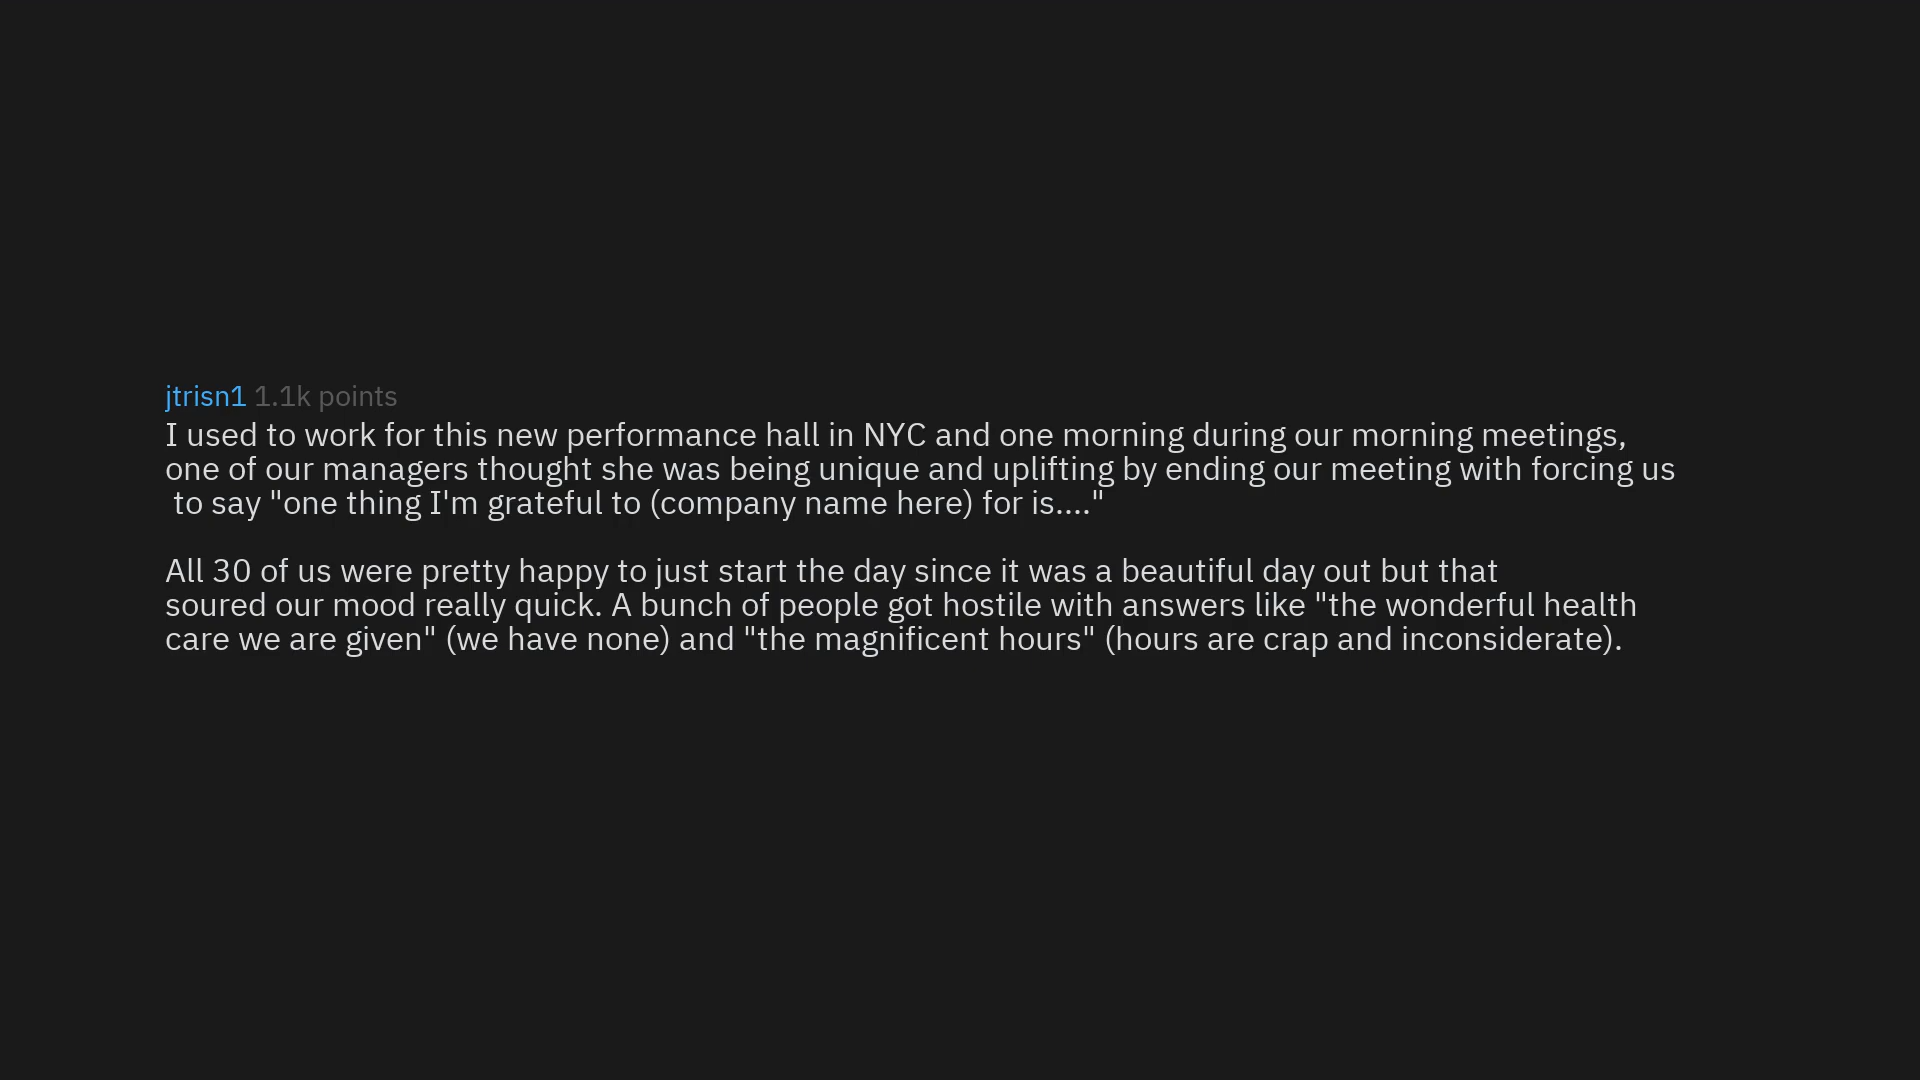 jtrisn1 1.1k points
I used to work for this new performance hall in NYC and one morning during our morning meetings,
one of our managers thought she was being unique and uplifting by ending our meeting with forcing us
to say "one thing I'm grateful to (company name here) for is...."
All 30 of us were pretty happy to just start the day since it was a beautiful day out but that
soured our mood really quick. A bunch of people got hostile with answers like "the wonderful health
care we are given" (we have none) and "the magnificent hours" (hours are crap and inconsiderate).